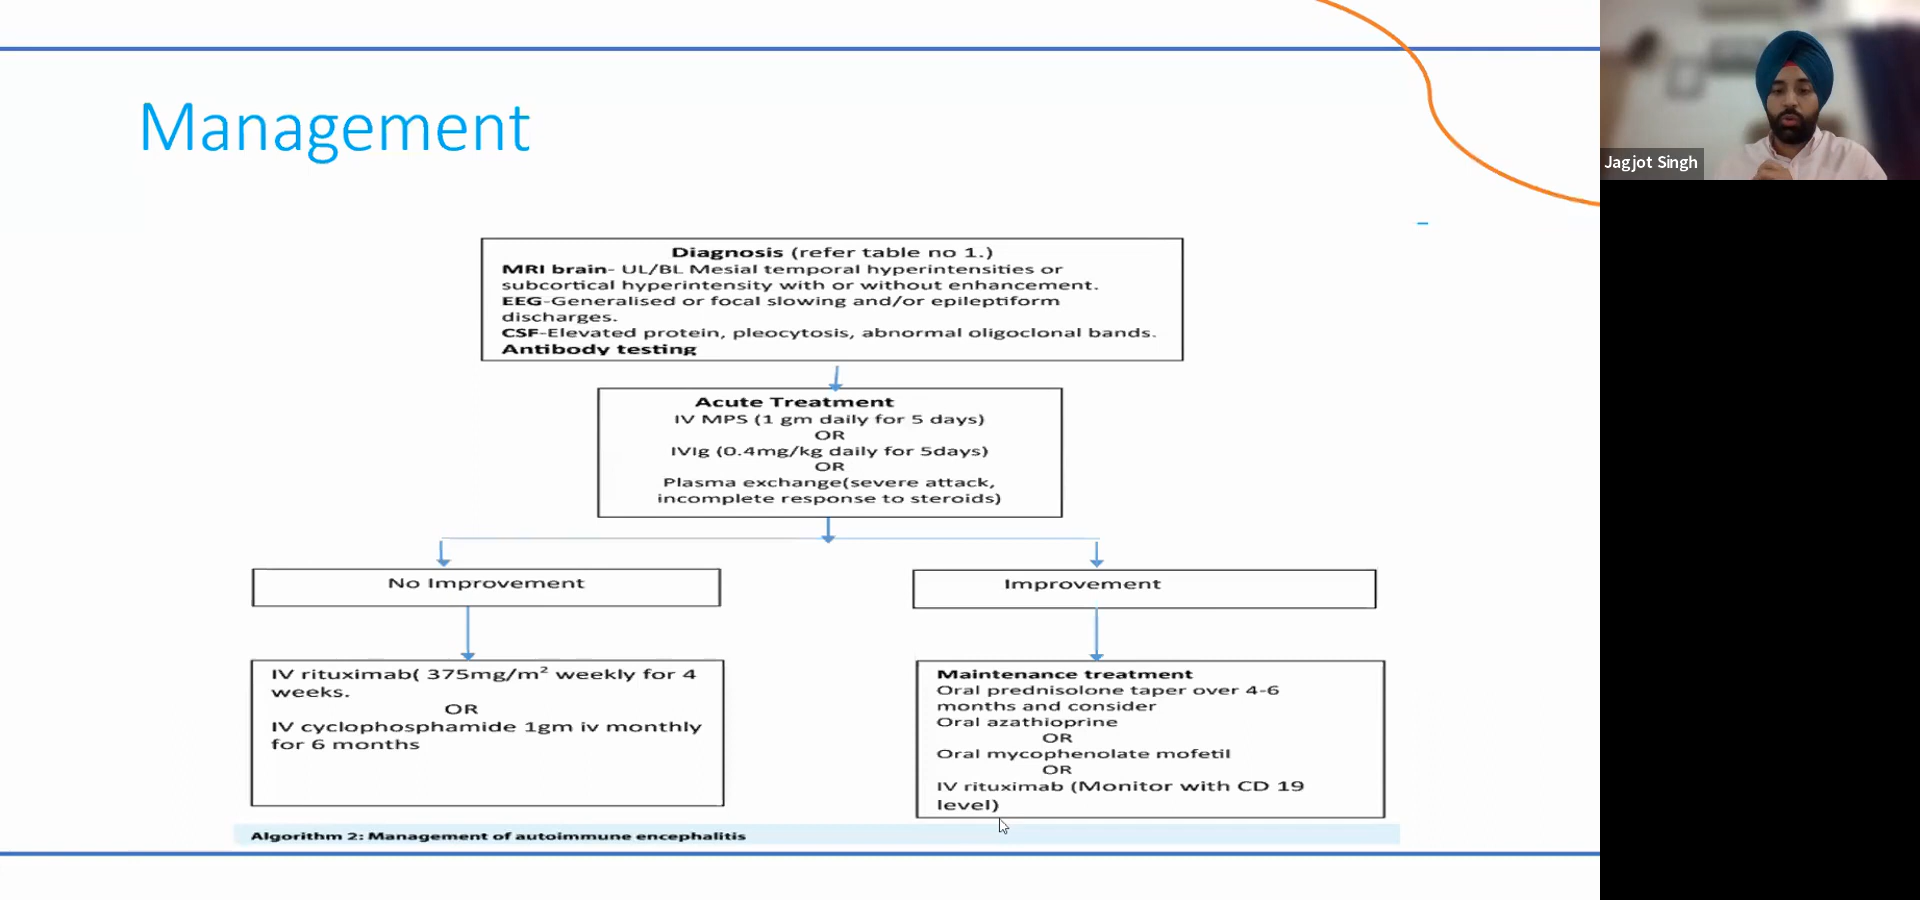 Management
Jagjot Singh
Diagnosis (refer table no 1.)
MRI brain- UL/BL Mesial temporal hyperintensities or
subcortical hyperintensity with or without enhancement.
EEG-Generalised or focal slowing and/or epileptiform
discharges.
CSF-Elevated protein, pleocytosis, abnormal oligoclonal bands.
Antibody testing
Acute Treatment
IV MPS (1 gm daily for 5 days)
OR
IVIg (0.4mg/kg daily for 5days)
OR
Plasma exchange(severe attack,
incomplete response to steroids)
No Improvement
Improvement
IV rituximab( 375mg/m² weekly for 4
weeks.
OR
IV cyclophosphamide 1gm iv monthly
for 6 months
Maintenance treatment
Oral prednisolone taper over 4-6
months and consider
Oral azathioprine
OR
Oral mycophenolate mofetil
OR
IV rituximab (Monitor with CD 19
level)
Algorithm 2: Management of autoimmune encephalitis